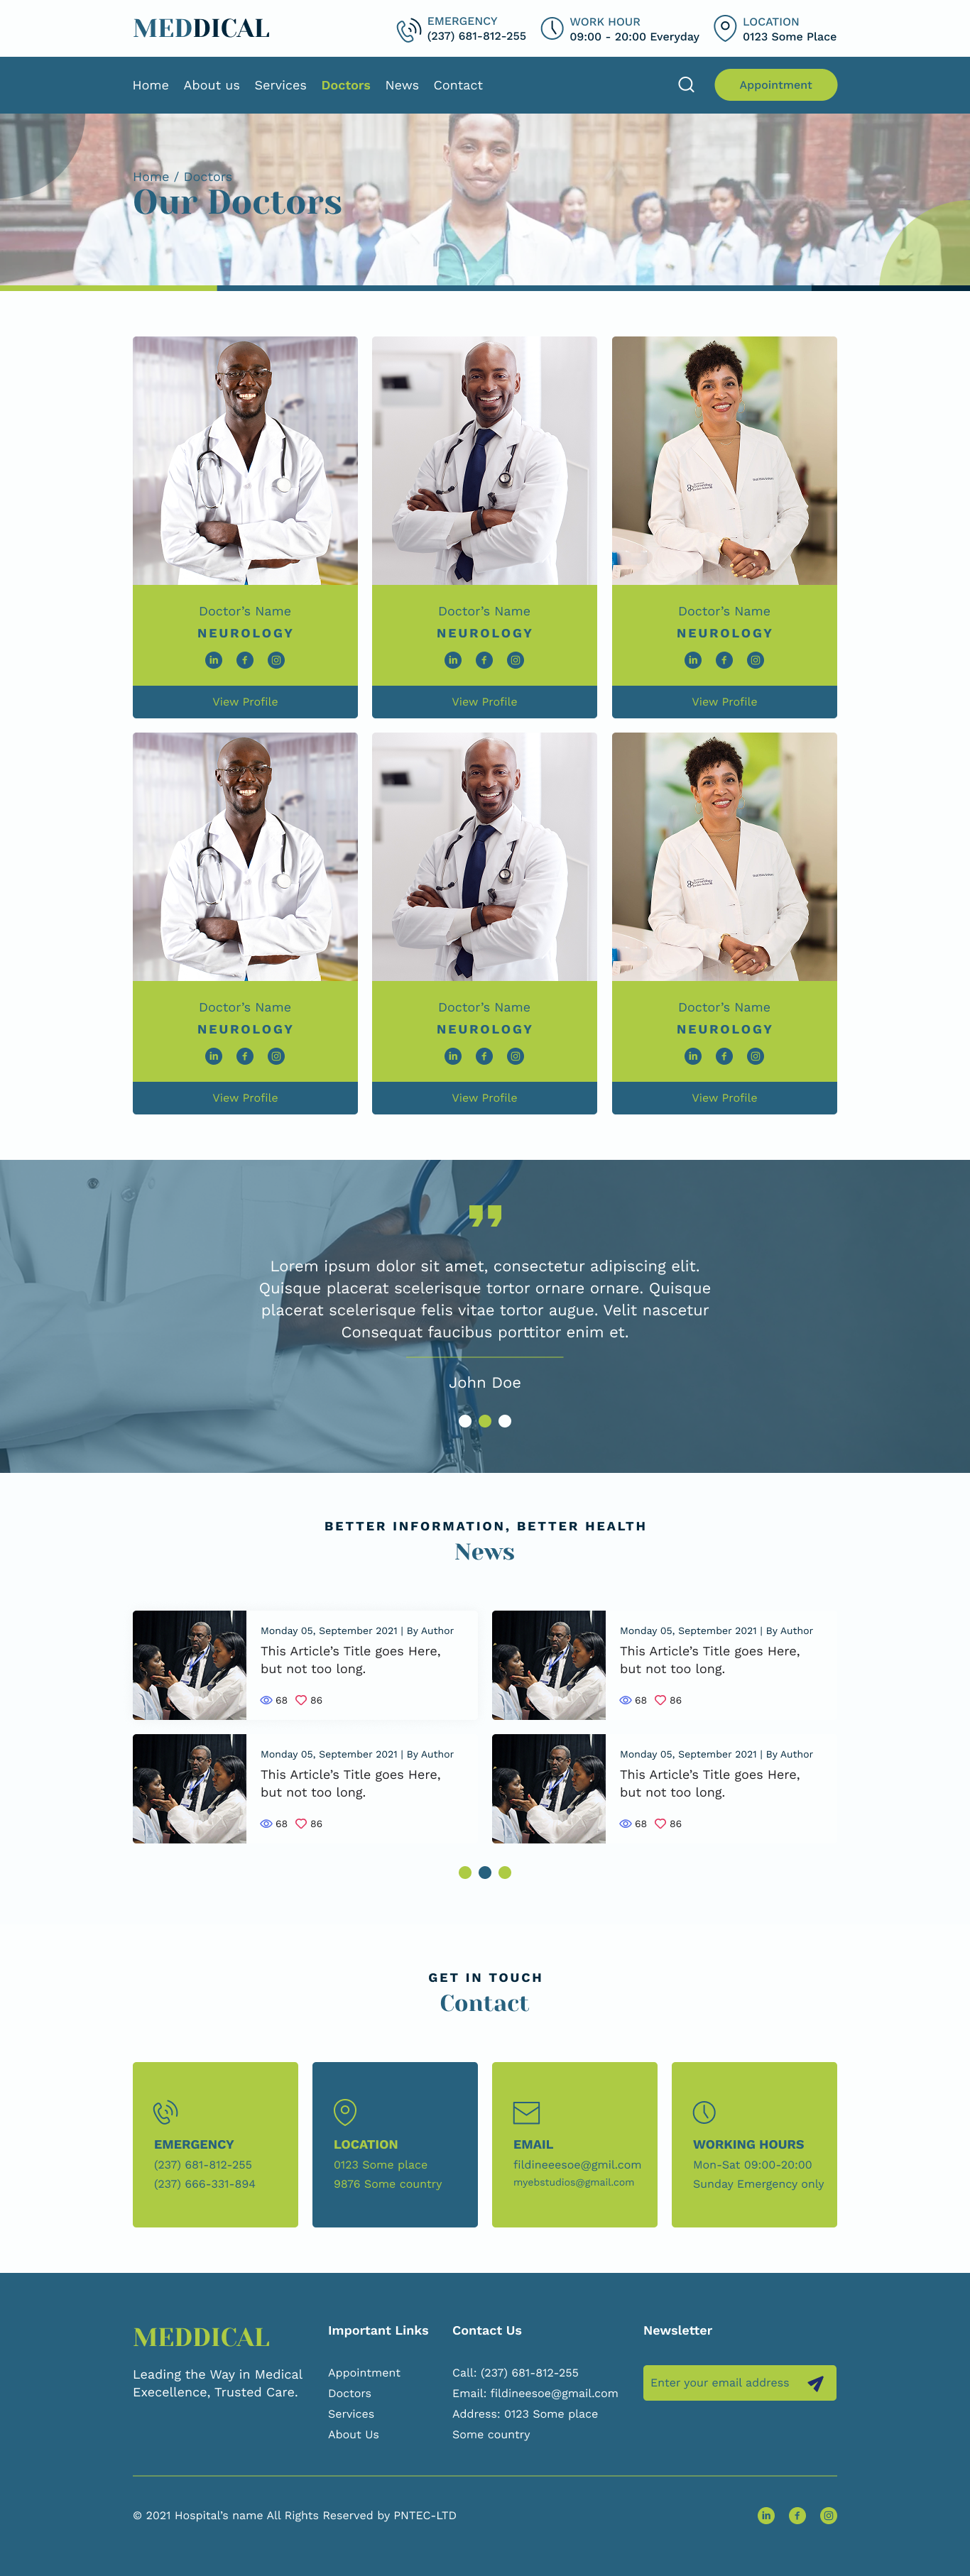 MEDDICAL
EMERGENCY
(237) 681-812-255
WORK HOUR
09:00 - 20:00 Everyday
LOCATION
0123 Some Place
Home About us Services Doctors News Contact
Appointment
Home / Doctors
Our Doctors
Doctor’s Name
NEUROLOGY
View Profile
Doctor’s Name
NEUROLOGY
View Profile
Doctor’s Name
NEUROLOGY
View Profile
Doctor’s Name
NEUROLOGY
View Profile
Doctor’s Name
NEUROLOGY
View Profile
Doctor’s Name
NEUROLOGY
View Profile
Lorem ipsum dolor sit amet, consectetur adipiscing elit.
Quisque placerat scelerisque tortor ornare ornare. Quisque
placerat scelerisque felis vitae tortor augue. Velit nascetur
Consequat faucibus porttitor enim et.
John Doe
BETTER INFORMATION, BETTER HEALTH
News
Monday 05, September 2021 | By Author
This Article’s Title goes Here,
but not too long.
68 86
Monday 05, September 2021 | By Author
This Article’s Title goes Here,
but not too long.
68 86
Monday 05, September 2021 | By Author
This Article’s Title goes Here,
but not too long.
68 86
Monday 05, September 2021 | By Author
This Article’s Title goes Here,
but not too long.
68 86
GET IN TOUCH
Contact
EMERGENCY
(237) 681-812-255
(237) 666-331-894
LOCATION
0123 Some place
9876 Some country
EMAIL
fildineeesoe@gmil.com
myebstudios@gmail.com
WORKING HOURS
Mon-Sat 09:00-20:00
Sunday Emergency only
MEDDICAL
Leading the Way in Medical
Execellence, Trusted Care.
Important Links
Appointment
Doctors
Services
About Us
Contact Us
Call: (237) 681-812-255
Email: fildineesoe@gmail.com
Address: 0123 Some place
Some country
Newsletter
Enter your email address
© 2021 Hospital’s name All Rights Reserved by PNTEC-LTD